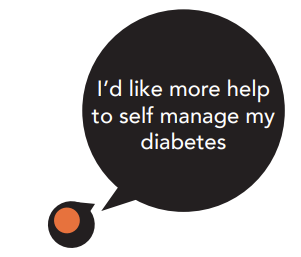 I’d like more help
to self manage my
diabetes